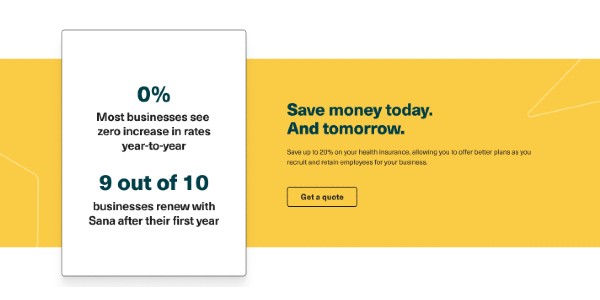 0%
Most businesses see
zero increase in rates
year-to-year
9 out of 10
businesses renew with
Sana after their first year
Save money today.
And tomorrow.
Save up to 20% on your health insurance, allowing you to offer better plans as you
recruit and retain employees for your business.
Get a quote